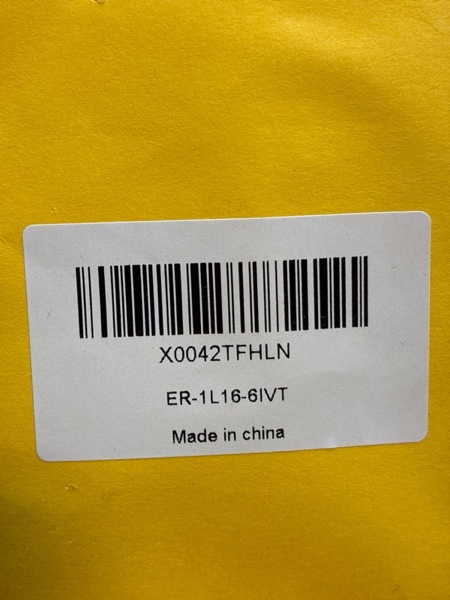 X0042TFHLN
ER-1L16-6IVT
Made in china